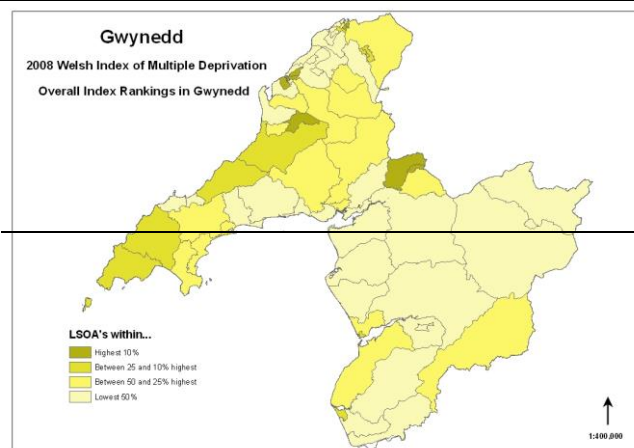 Gwynedd
2008 Welsh Index of Multiple Deprivation
Overall Index Rankings in Gwynedd
LSOA's within...
Highest 10%
Between 25 and 10% highest
Between 50 and 25% highest
Lowest 50%
1:400,000